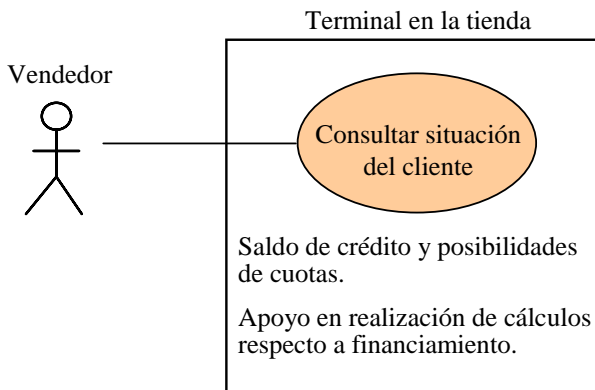 Terminal en la tienda
Vendedor
Consultar situación
del cliente
Saldo de crédito y posibilidades
de cuotas.
Apoyo en realización de cálculos
respecto a financiamiento.